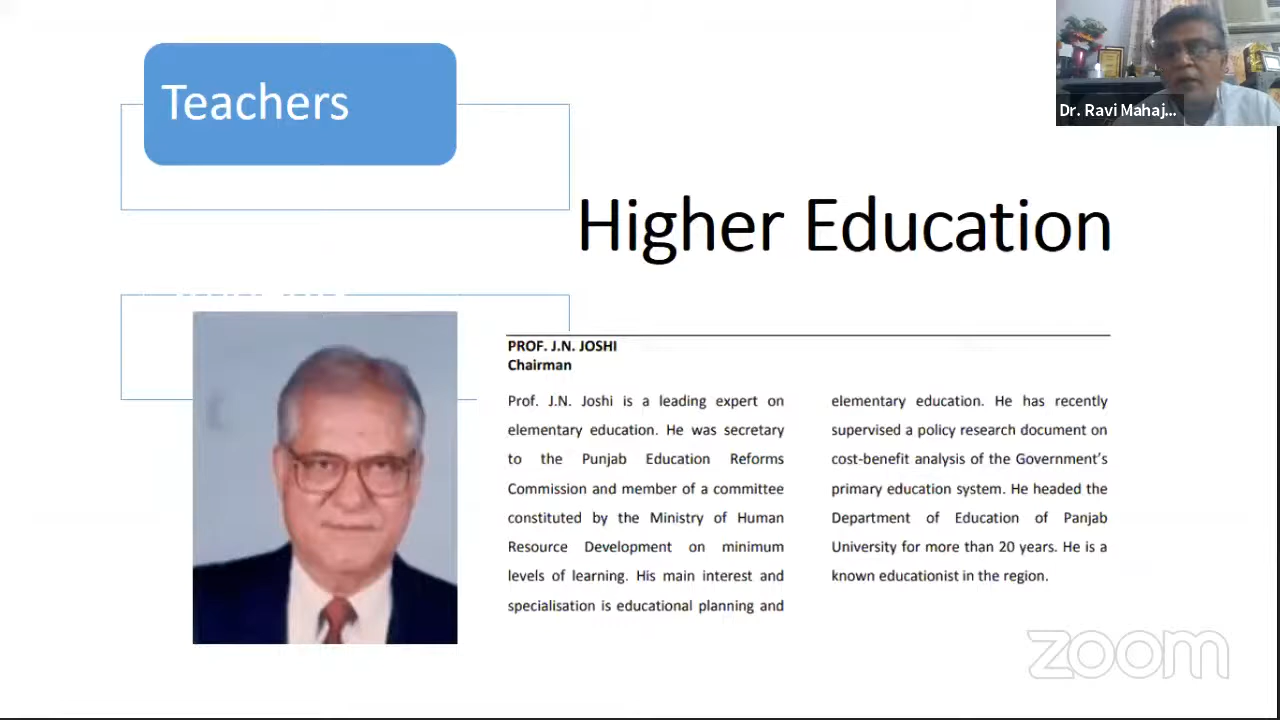 Teachers
Dr. Ravi Mahaj...
Higher Education
PROF. J.N. JOSHI
Chairman
Prof. J.N. Joshi is a leading expert on
elementary education. He was secretary
to the Punjab Education Reforms
Commission and member of a committee
constituted by the Ministry of Human
Resource Development on minimum
levels of learning. His main interest and
specialisation is educational planning and
elementary education. He has recently
supervised a policy research document on
cost-benefit analysis of the Government's
primary education system. He headed the
Department of Education of Panjab
University for more than 20 years. He is a
known educationist in the region.
zoom